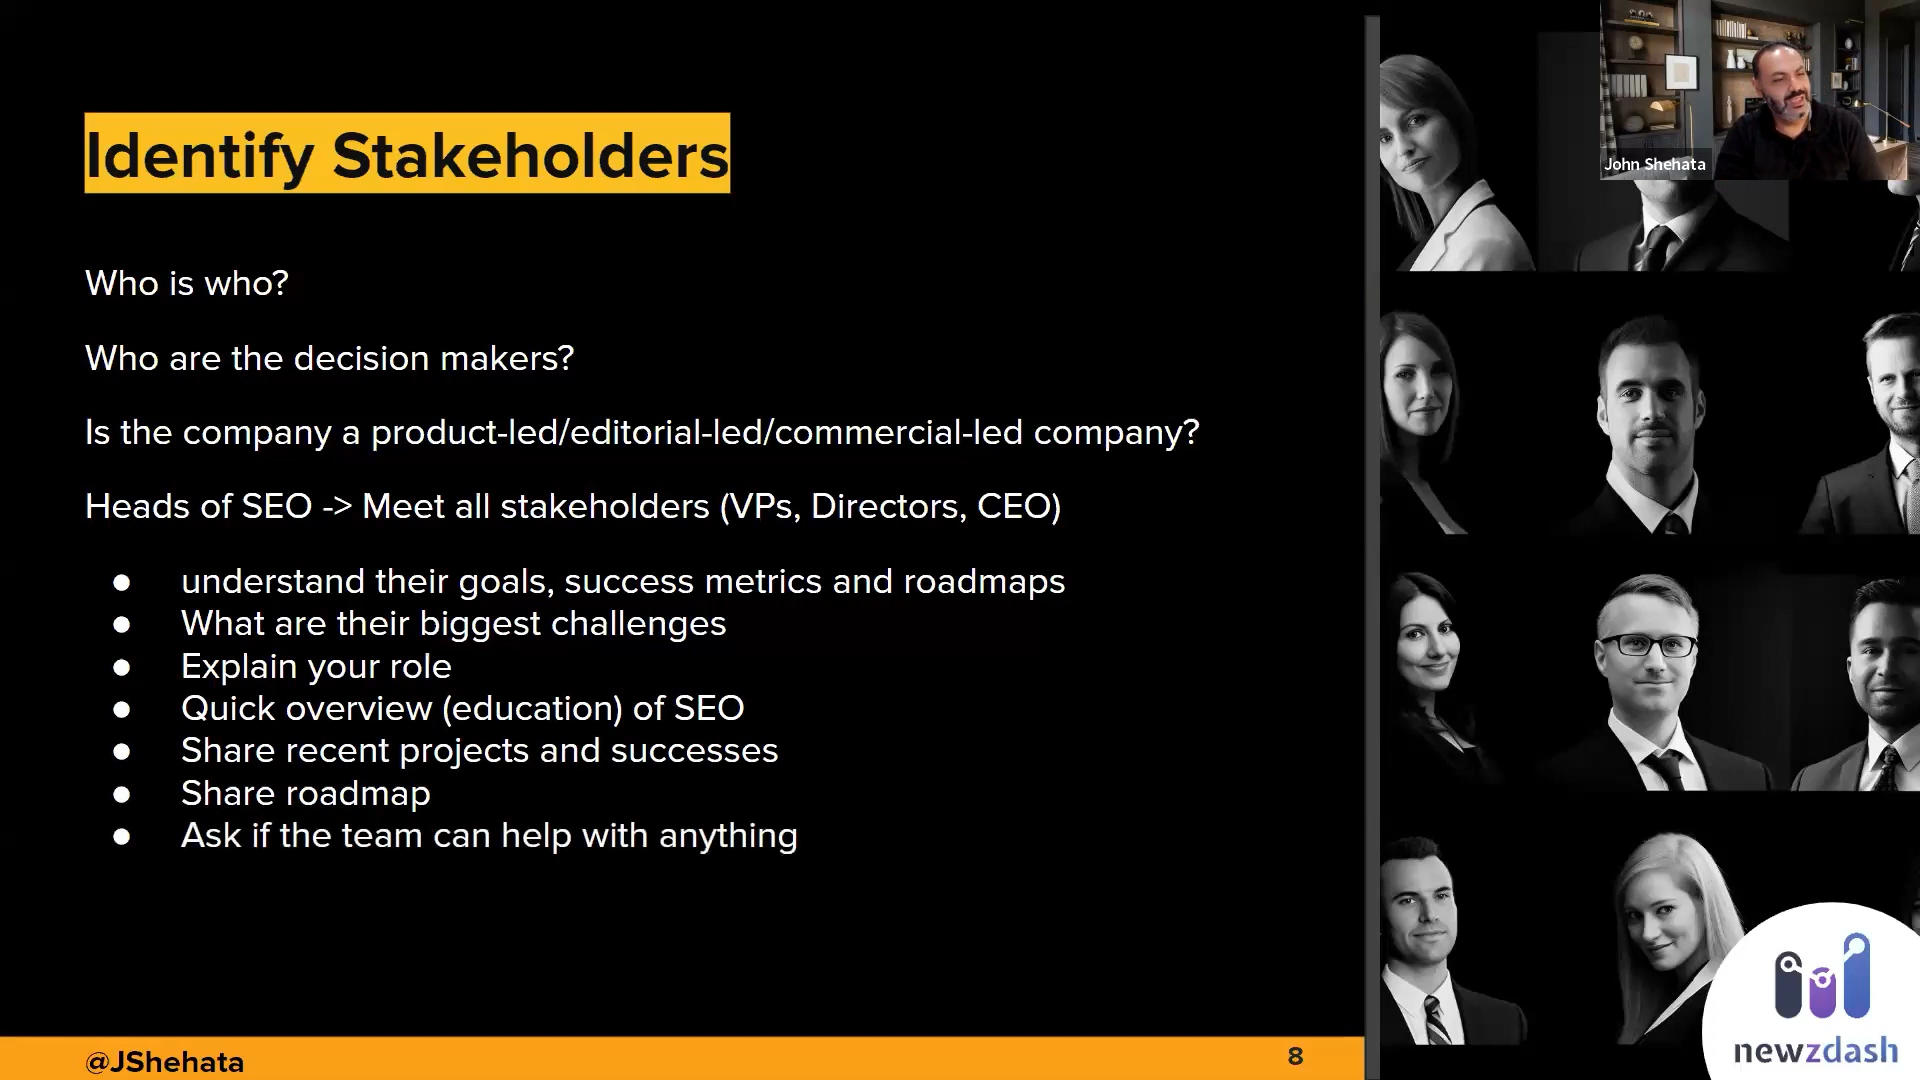 Identify Stakeholders
Who is who?
Who are the decision makers?
Is the company a product-led/editorial-led/commercial-led company?
Heads of SEO -> Meet all stakeholders (VPs, Directors, CEO)
● understand their goals, success metrics and roadmaps
● What are their biggest challenges
● Explain your role
● Quick overview (education) of SEO
● Share recent projects and successes
● Share roadmap
● Ask if the team can help with anything
@JShehata
8
John Shehata
newzdash